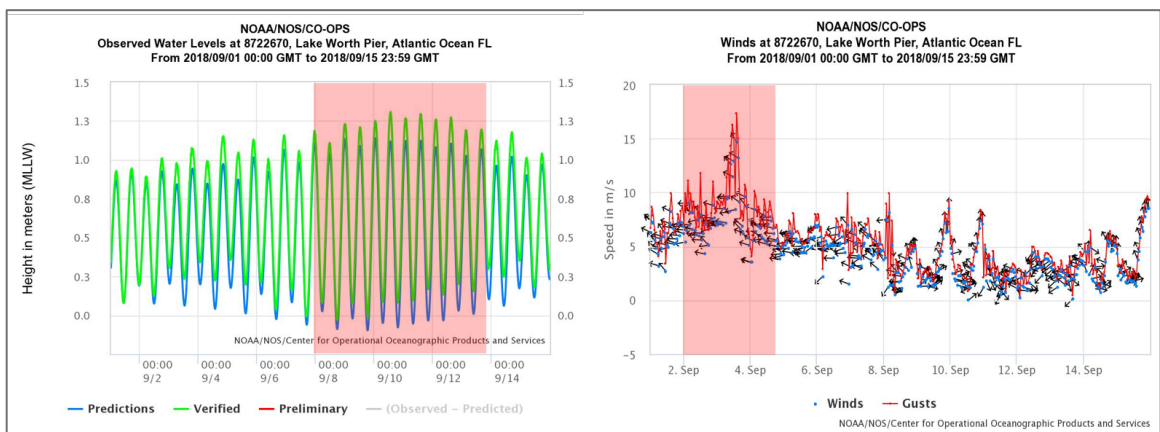 NOAA/NOS/CO-OPS
Observed Water Levels at 8722670, Lake Worth Pier, Atlantic Ocean FL
From 2018/09/01 00:00 GMT to 2018/09/15 23:59 GMT
1.5
1.3
1.0
0.8
0.5
0.3
0.0
Height in meters (MLLW)
1.5
1.3
1.0
0.8
0.5
0.3
0.0
NOAA/NOS/Center for Operational Oceanographic Products and Services
00:00 00:00 00:00 00:00 00:00 00:00 00:00
9/2 9/4 9/6 9/8 9/10 9/12 9/14
Predictions Verified Preliminary (Observed - Predicted)
NOAA/NOS/CO-OPS
Winds at 8722670, Lake Worth Pier, Atlantic Ocean FL
From 2018/09/01 00:00 GMT to 2018/09/15 23:59 GMT
20
15
10
5
0
-5
Speed in m/s
2. Sep 4. Sep 6. Sep 8. Sep 10. Sep 12. Sep 14. Sep
Winds Gusts
NOAA/NOS/Center for Operational Oceanographic Products and Services